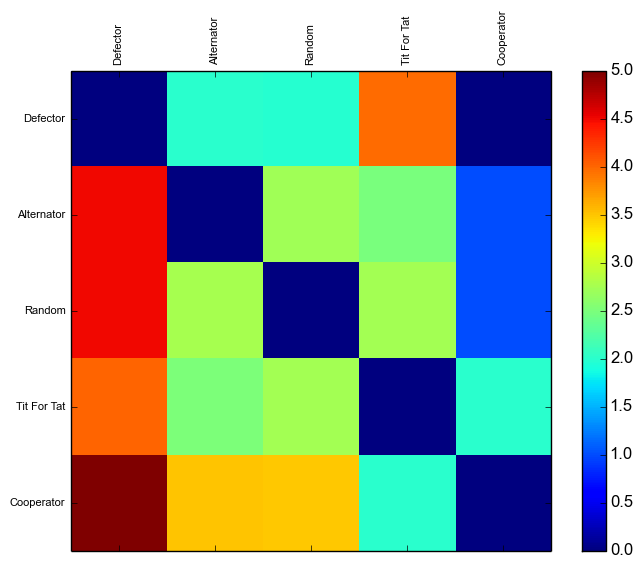 Defector
Alternator
Random
Tit For Tat
Cooperator
Defector
Alternator
Random
Tit For Tat
Cooperator
5.0
4.5
4.0
3.5
3.0
2.5
2.0
1.5
1.0
0.5
0.0